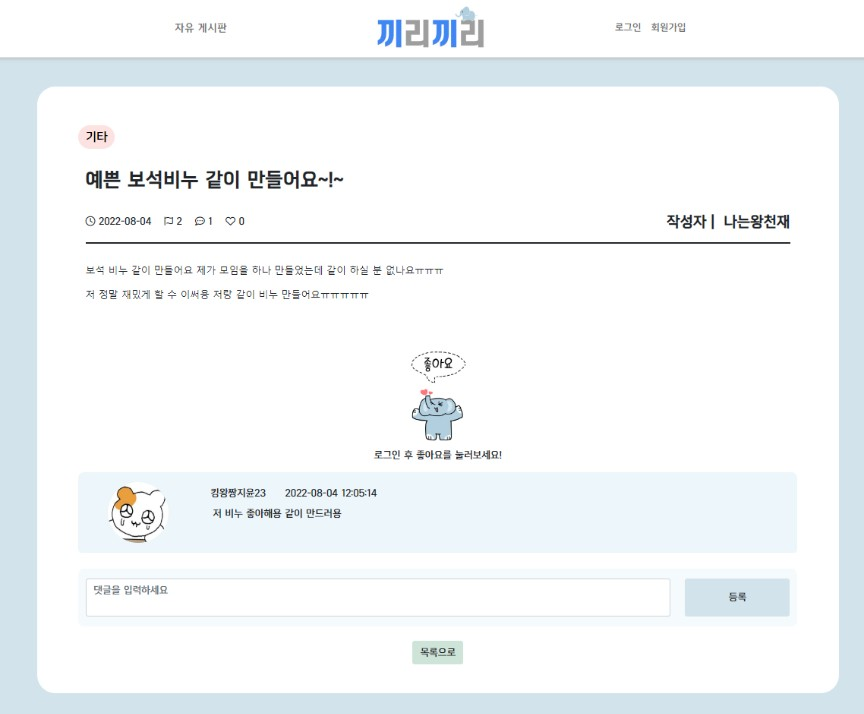 자유 게시판
끼리끼리
로그인 회원가입
기타
예쁜 보석비누 같이 만들어요~!~
2022-08-04 2 1 0
작성자 | 나는왕천재
보석 비누 같이 만들어요 제가 모임을 하나 만들었는데 같이 하실 분 없나요ㅠㅠㅠ
저 정말 재밌게 할 수 이써용 저랑 같이 비누 만들어요ㅠㅠㅠㅠㅠ
좋아요
로그인 후 좋아요를 눌러보세요!
킹왕짱지윤23 2022-08-04 12:05:14
저 비누 좋아해용 같이 만드러욤
댓글을 입력하세요
등록
목록으로